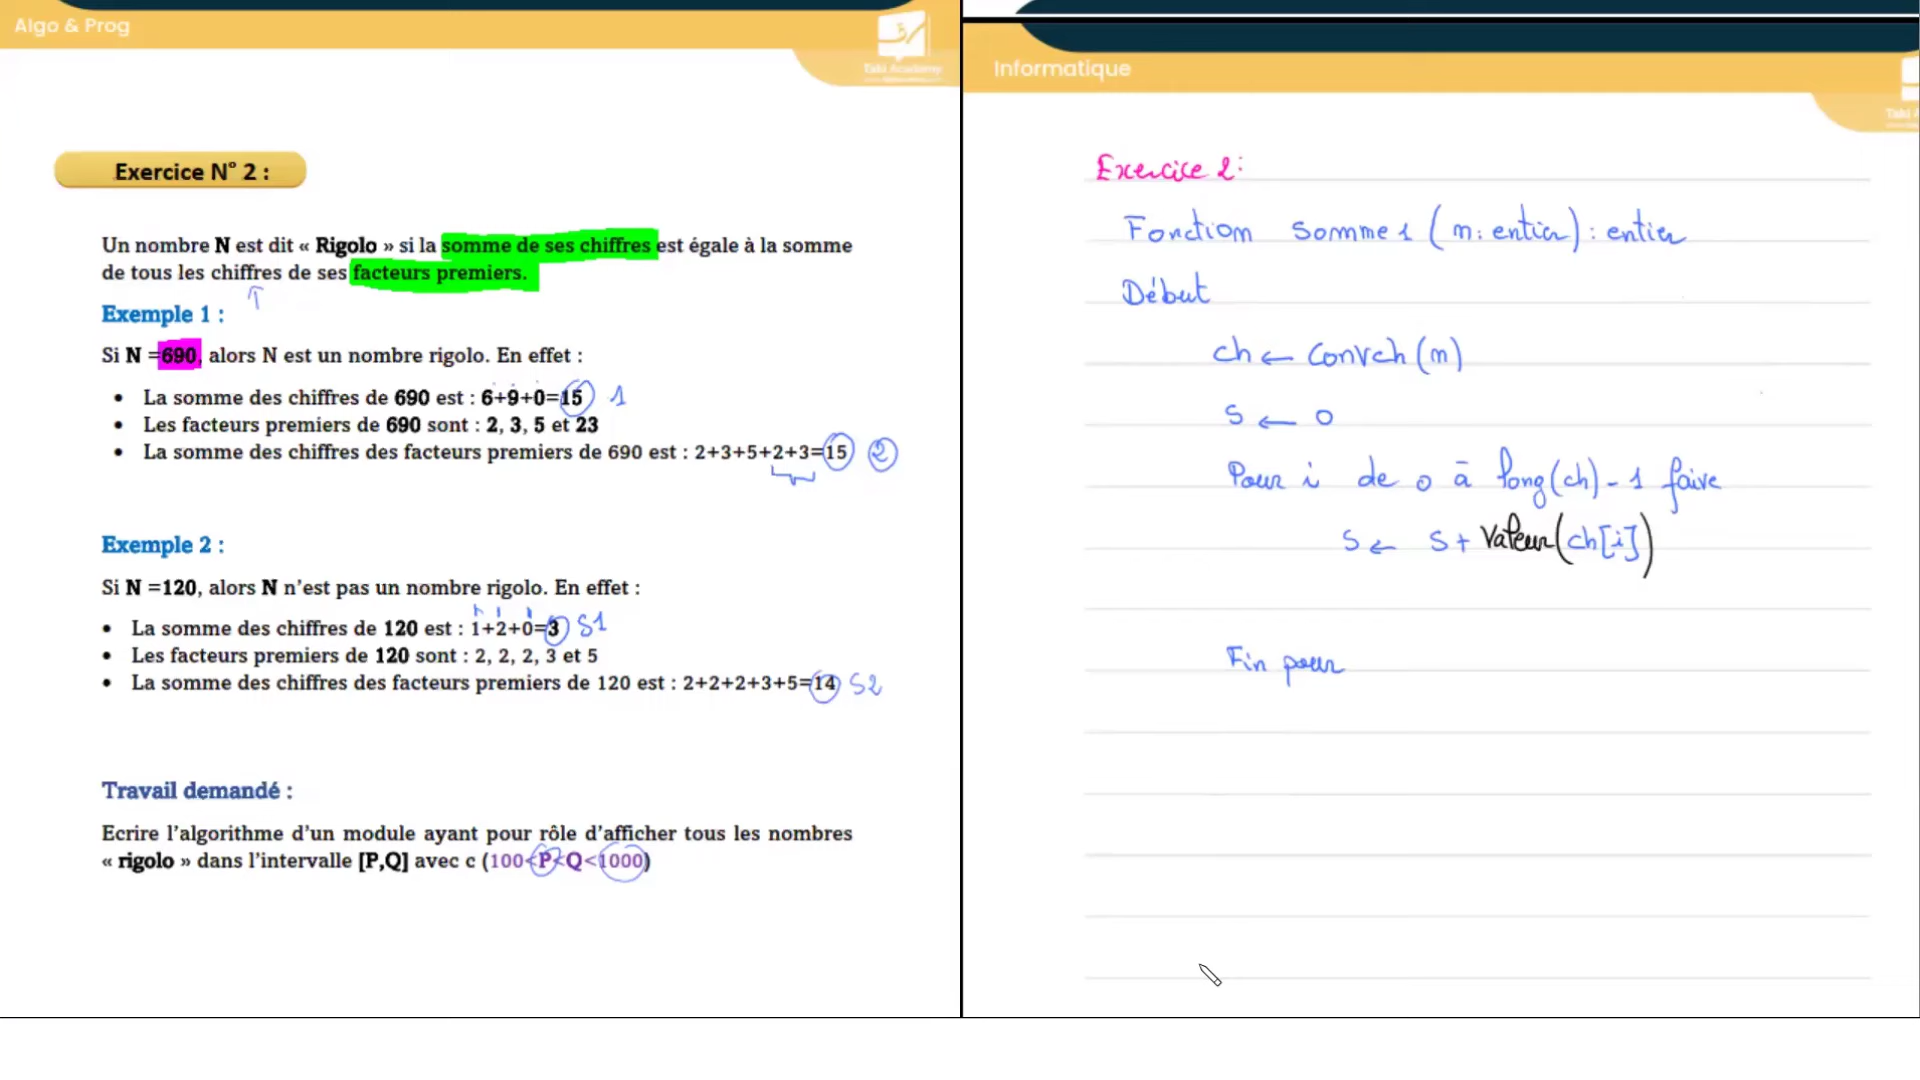 Algo & Prog
Taki Academy
Exercice N° 2 :
Un nombre N est dit « Rigolo » si la somme de ses chiffres est égale à la somme
de tous les chiffres de ses facteurs premiers.
Exemple 1 :
Si N =690, alors N est un nombre rigolo. En effet :
• La somme des chiffres de 690 est : 6+9+0=15 1
• Les facteurs premiers de 690 sont : 2, 3, 5 et 23
• La somme des chiffres des facteurs premiers de 690 est : 2+3+5+2+3=15 2
Exemple 2 :
Si N =120, alors N n’est pas un nombre rigolo. En effet :
• La somme des chiffres de 120 est : 1+2+0=3 S1
• Les facteurs premiers de 120 sont : 2, 2, 2, 3 et 5
• La somme des chiffres des facteurs premiers de 120 est : 2+2+2+3+5=14 S2
Travail demandé :
Ecrire l’algorithme d’un module ayant pour rôle d’afficher tous les nombres
« rigolo » dans l’intervalle [P,Q] avec c (100<P<Q<1000)
Informatique
Taki A
Exercice 2:
Fonction Somme1 (m: entier) : entier
Début
ch ← Convch (m)
S ← 0
Pour i de 0 à long(ch) - 1 faire
S ← S + Valeur(ch[i])
Fin pour